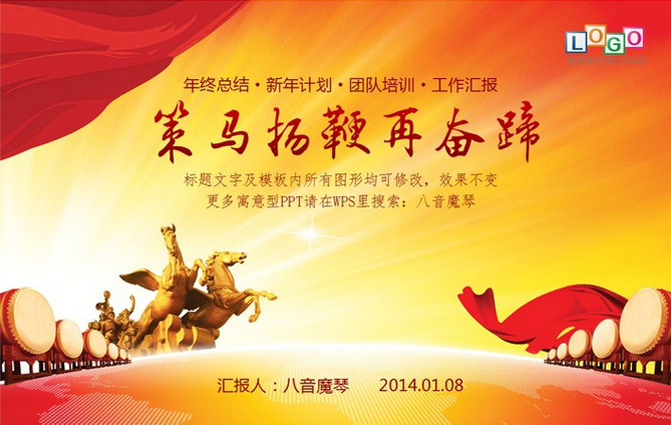 LOGO
年终总结·新年计划·团队培训·工作汇报
策马扬鞭再奋蹄
标题文字及模板内所有图形均可修改，效果不变
更多寓意型PPT请在WPS里搜索：八音魔琴
汇报人：八音魔琴 2014.01.08